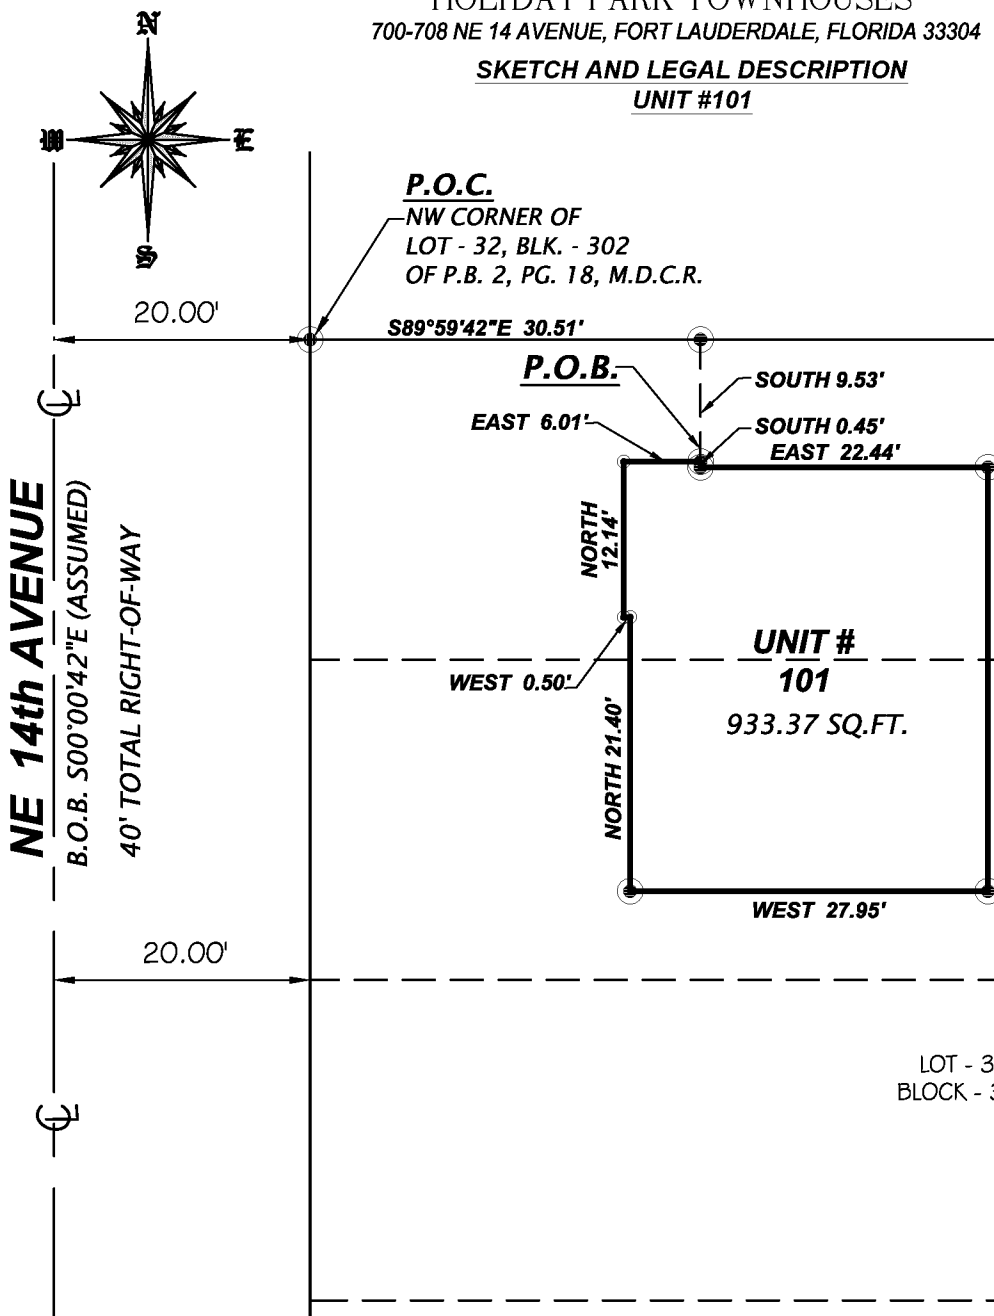 HOLIDAY PARK TOWNHOUSES
700-708 NE 14 AVENUE, FORT LAUDERDALE, FLORIDA 33304
SKETCH AND LEGAL DESCRIPTION
UNIT #101
N
W
E
S
P.O.C.
NW CORNER OF
LOT - 32, BLK. - 302
OF P.B. 2, PG. 18, M.D.C.R.
20.00'
S89°59'42"E 30.51'
P.O.B.
SOUTH 9.53'
EAST 6.01'
SOUTH 0.45'
EAST 22.44'
NORTH
12.14'
WEST 0.50'
NORTH 21.40'
UNIT #
101
933.37 SQ.FT.
WEST 27.95'
NE 14th AVENUE
B.O.B. S00°00'42"E (ASSUMED)
40' TOTAL RIGHT-OF-WAY
20.00'
LOT - 3
BLOCK - 3